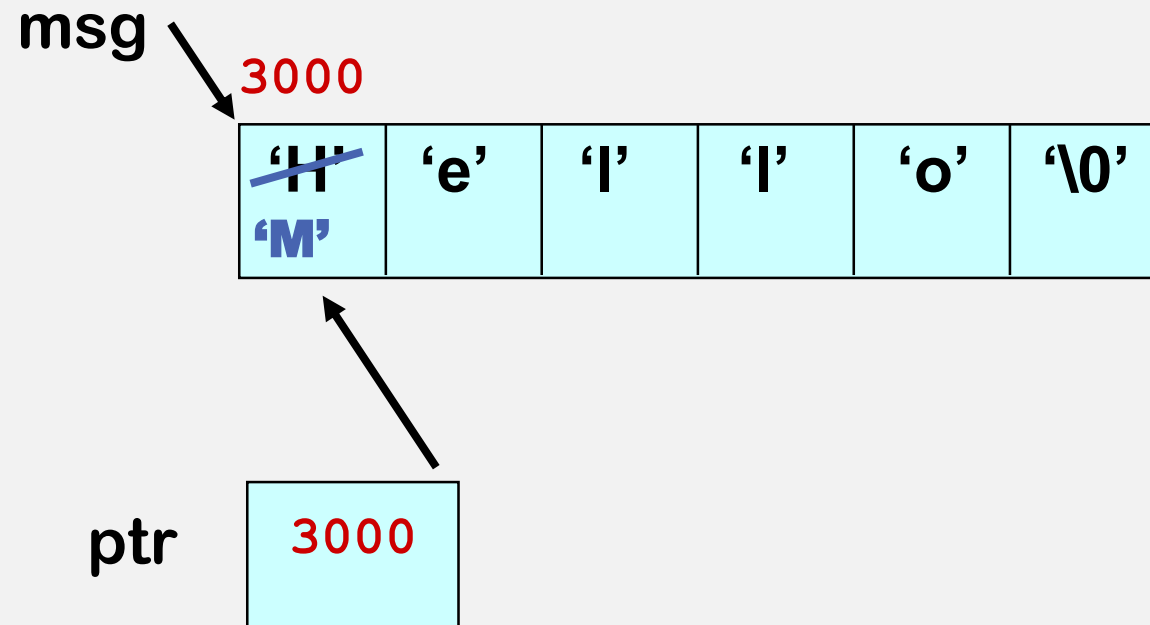 msg
3000
‘H’ ‘e’ ‘l’ ‘l’ ‘o’ ‘\0’
‘M’
ptr 3000